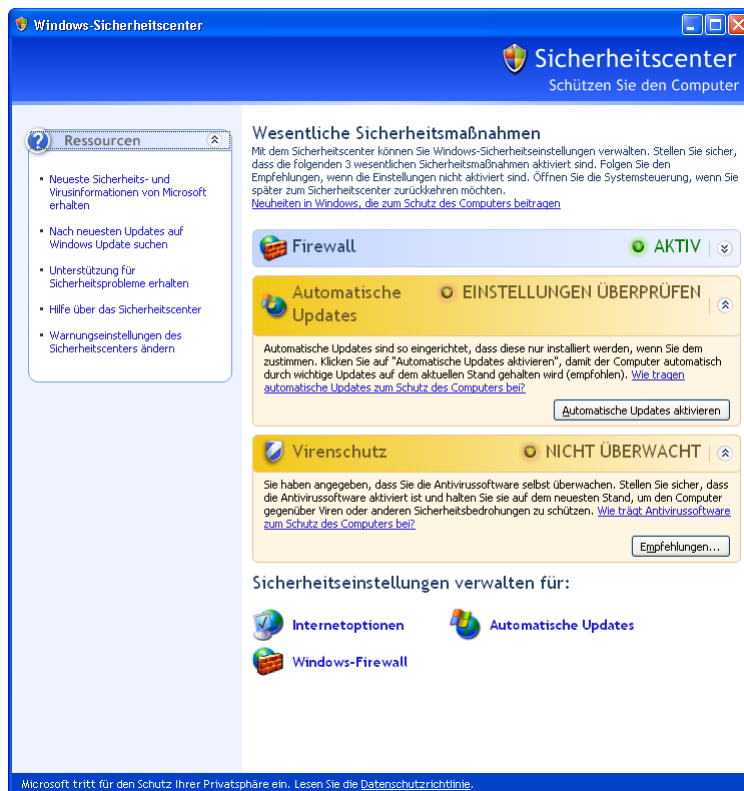 Windows-Sicherheitscenter
Sicherheitscenter
Schützen Sie den Computer
Ressourcen
• Neueste Sicherheits- und
Virusinformationen von Microsoft
erhalten
• Nach neuesten Updates auf
Windows Update suchen
• Unterstützung für
Sicherheitsprobleme erhalten
• Hilfe über das Sicherheitscenter
• Warnungseinstellungen des
Sicherheitscenters ändern
Wesentliche Sicherheitsmaßnahmen
Mit dem Sicherheitscenter können Sie Windows-Sicherheitseinstellungen verwalten. Stellen Sie sicher,
dass die folgenden 3 wesentlichen Sicherheitsmaßnahmen aktiviert sind. Folgen Sie den
Empfehlungen, wenn die Einstellungen nicht aktiviert sind. Öffnen Sie die Systemsteuerung, wenn Sie
später zum Sicherheitscenter zurückkehren möchten.
Neuheiten in Windows, die zum Schutz des Computers beitragen
Firewall
AKTIV
Automatische
Updates
EINSTELLUNGEN ÜBERPRÜFEN
Automatische Updates sind so eingerichtet, dass diese nur installiert werden, wenn Sie dem
zustimmen. Klicken Sie auf "Automatische Updates aktivieren", damit der Computer automatisch
durch wichtige Updates auf dem aktuellen Stand gehalten wird (empfohlen). Wie tragen
automatische Updates zum Schutz des Computers bei?
Automatische Updates aktivieren
Virenschutz
NICHT ÜBERWACHT
Sie haben angegeben, dass Sie die Antivirussoftware selbst überwachen. Stellen Sie sicher, dass
die Antivirussoftware aktiviert ist und halten Sie sie auf dem neuesten Stand, um den Computer
gegenüber Viren oder anderen Sicherheitsbedrohungen zu schützen. Wie trägt Antivirussoftware
zum Schutz des Computers bei?
Empfehlungen...
Sicherheitseinstellungen verwalten für:
Internetoptionen
Automatische Updates
Windows-Firewall
Microsoft tritt für den Schutz Ihrer Privatsphäre ein. Lesen Sie die Datenschutzrichtlinie.